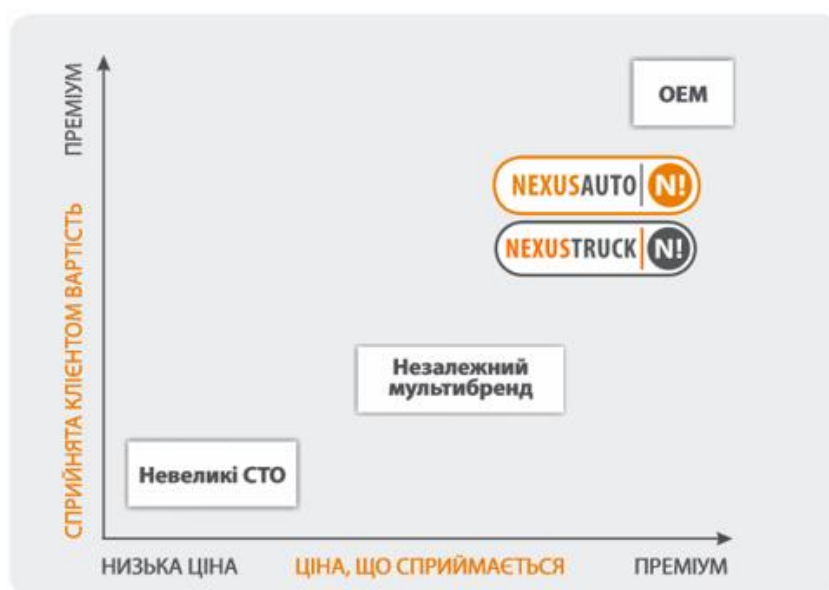 ПРЕМІУМ
СПРИЙНЯТА КЛІЄНТОМ ВАРТІСТЬ
OEM
NEXUSAUTO N!
NEXUSTRUCK N!
Незалежний
мультибренд
Невеликі СТО
НИЗЬКА ЦІНА
ЦІНА, ЩО СПРИЙМАЄТЬСЯ
ПРЕМІУМ